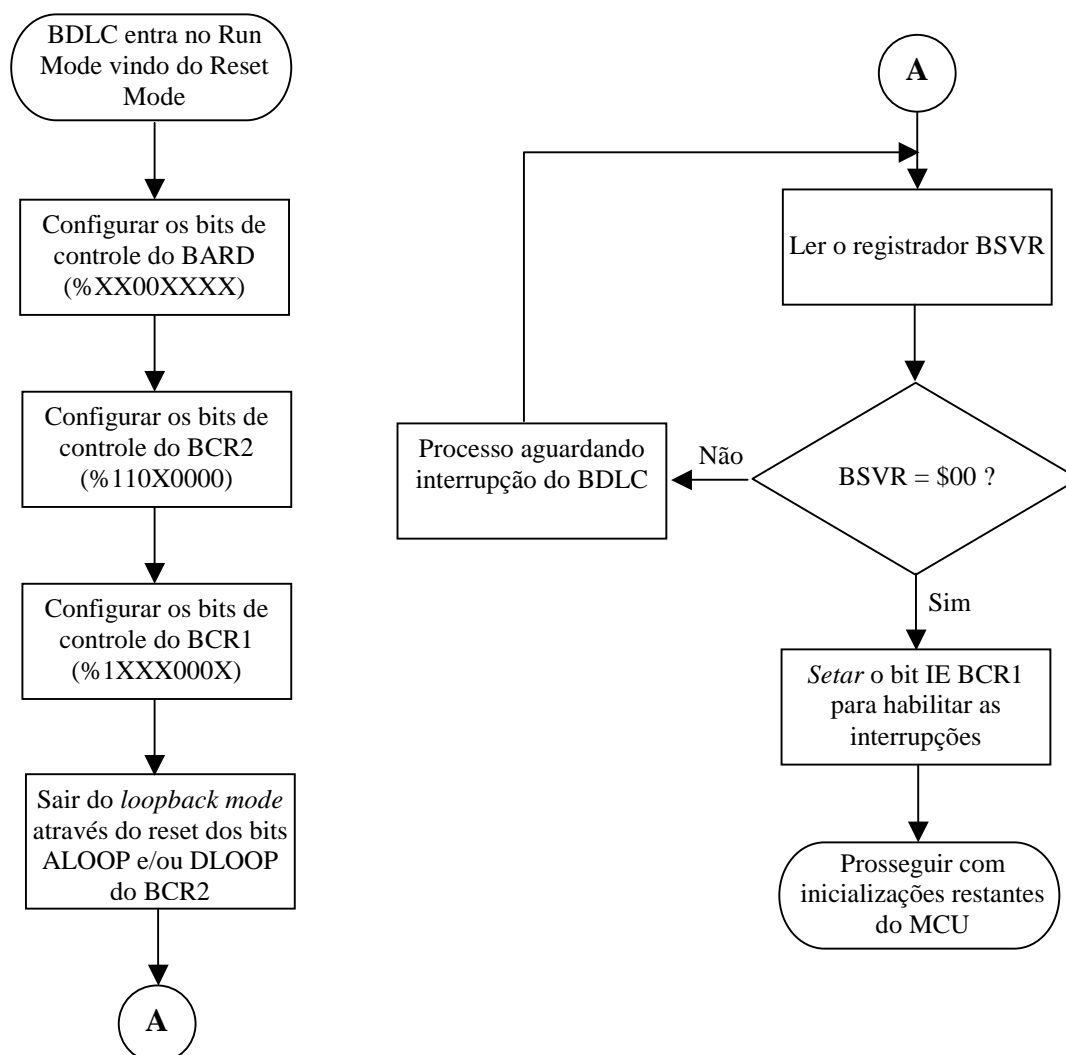 BDLC entra no Run
Mode vindo do Reset
Mode
Configurar os bits de
controle do BARD
(%XX00XXXX)
Configurar os bits de
controle do BCR2
(%110X0000)
Configurar os bits de
controle do BCR1
(%1XXX000X)
Sair do loopback mode
através do reset dos bits
ALOOP e/ou DLOOP
do BCR2
A
A
Ler o registrador BSVR
BSVR = $00 ?
Não
Processo aguardando
interrupção do BDLC
Sim
Setar o bit IE BCR1
para habilitar as
interrupções
Prosseguir com
inicializações restantes
do MCU